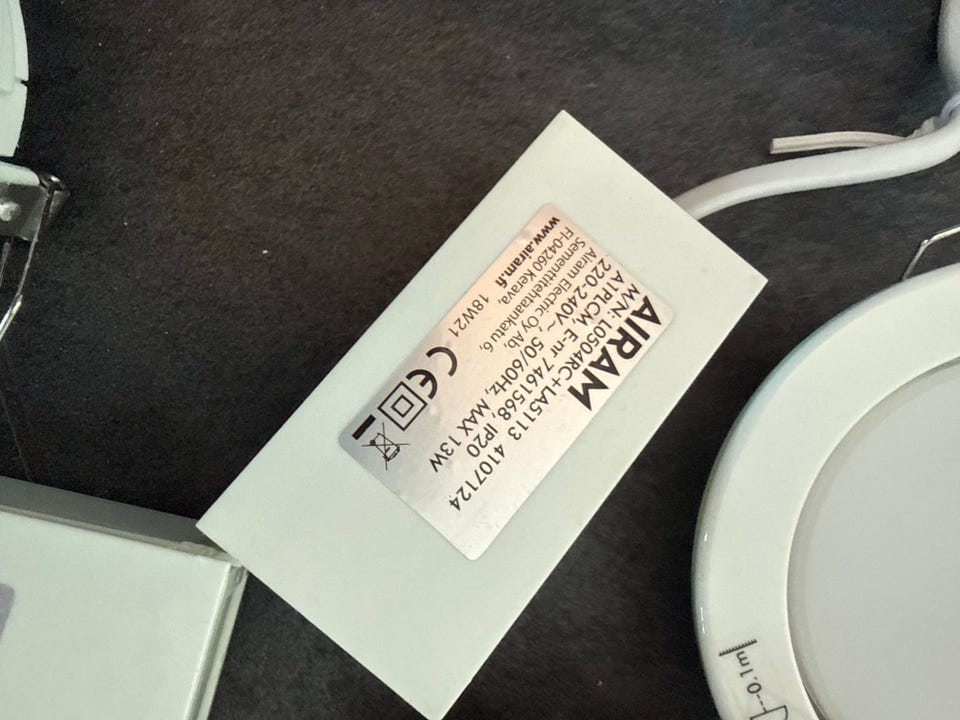 AIRAM
M/N: L0504RC+LA5113 4107124
A1PLCM, E-nr 7461568, IP20
220-240V ~, 50/60Hz, MAX 13W
Airam Electric Oy Ab,
Sementtitehtaankatu 6,
FI-04260 Kerava,
www.airam.fi
18W21
CE
0.1m